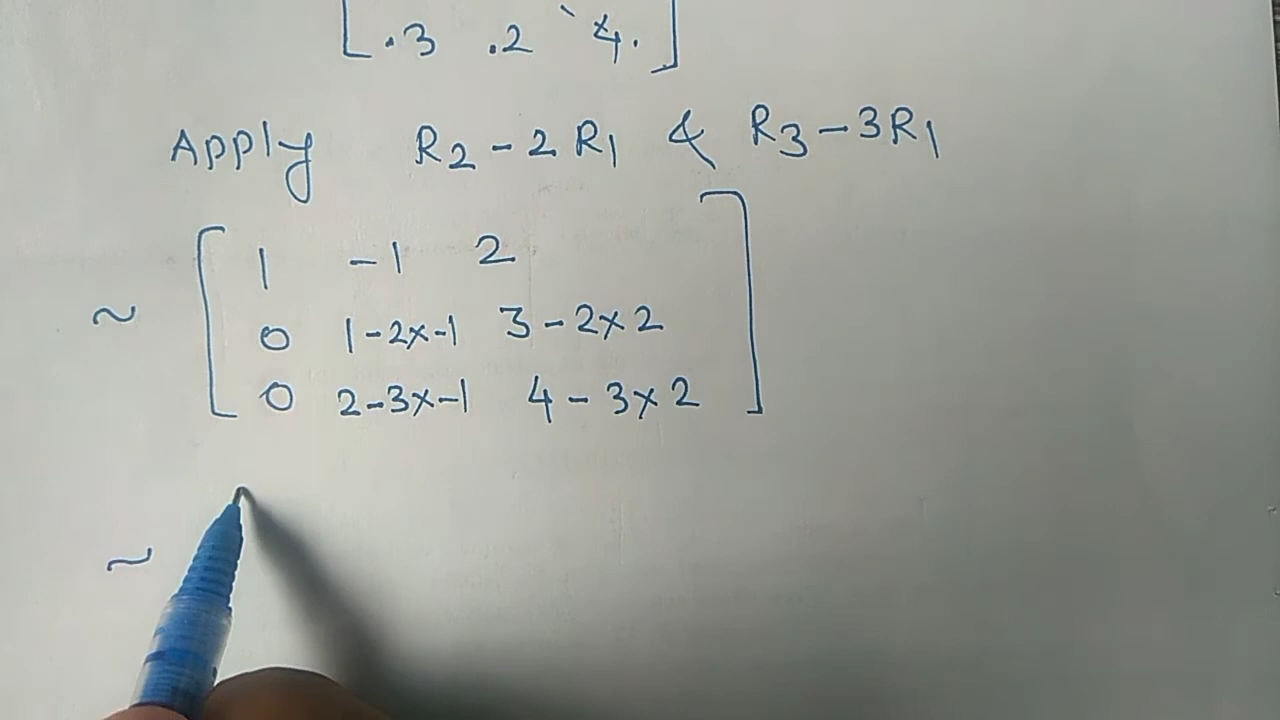 .3 .2 4.
Apply R2 - 2R1 & R3 - 3R1
1 -1 2
~ 0 1-2x-1 3-2x2
0 2-3x-1 4-3x2
~